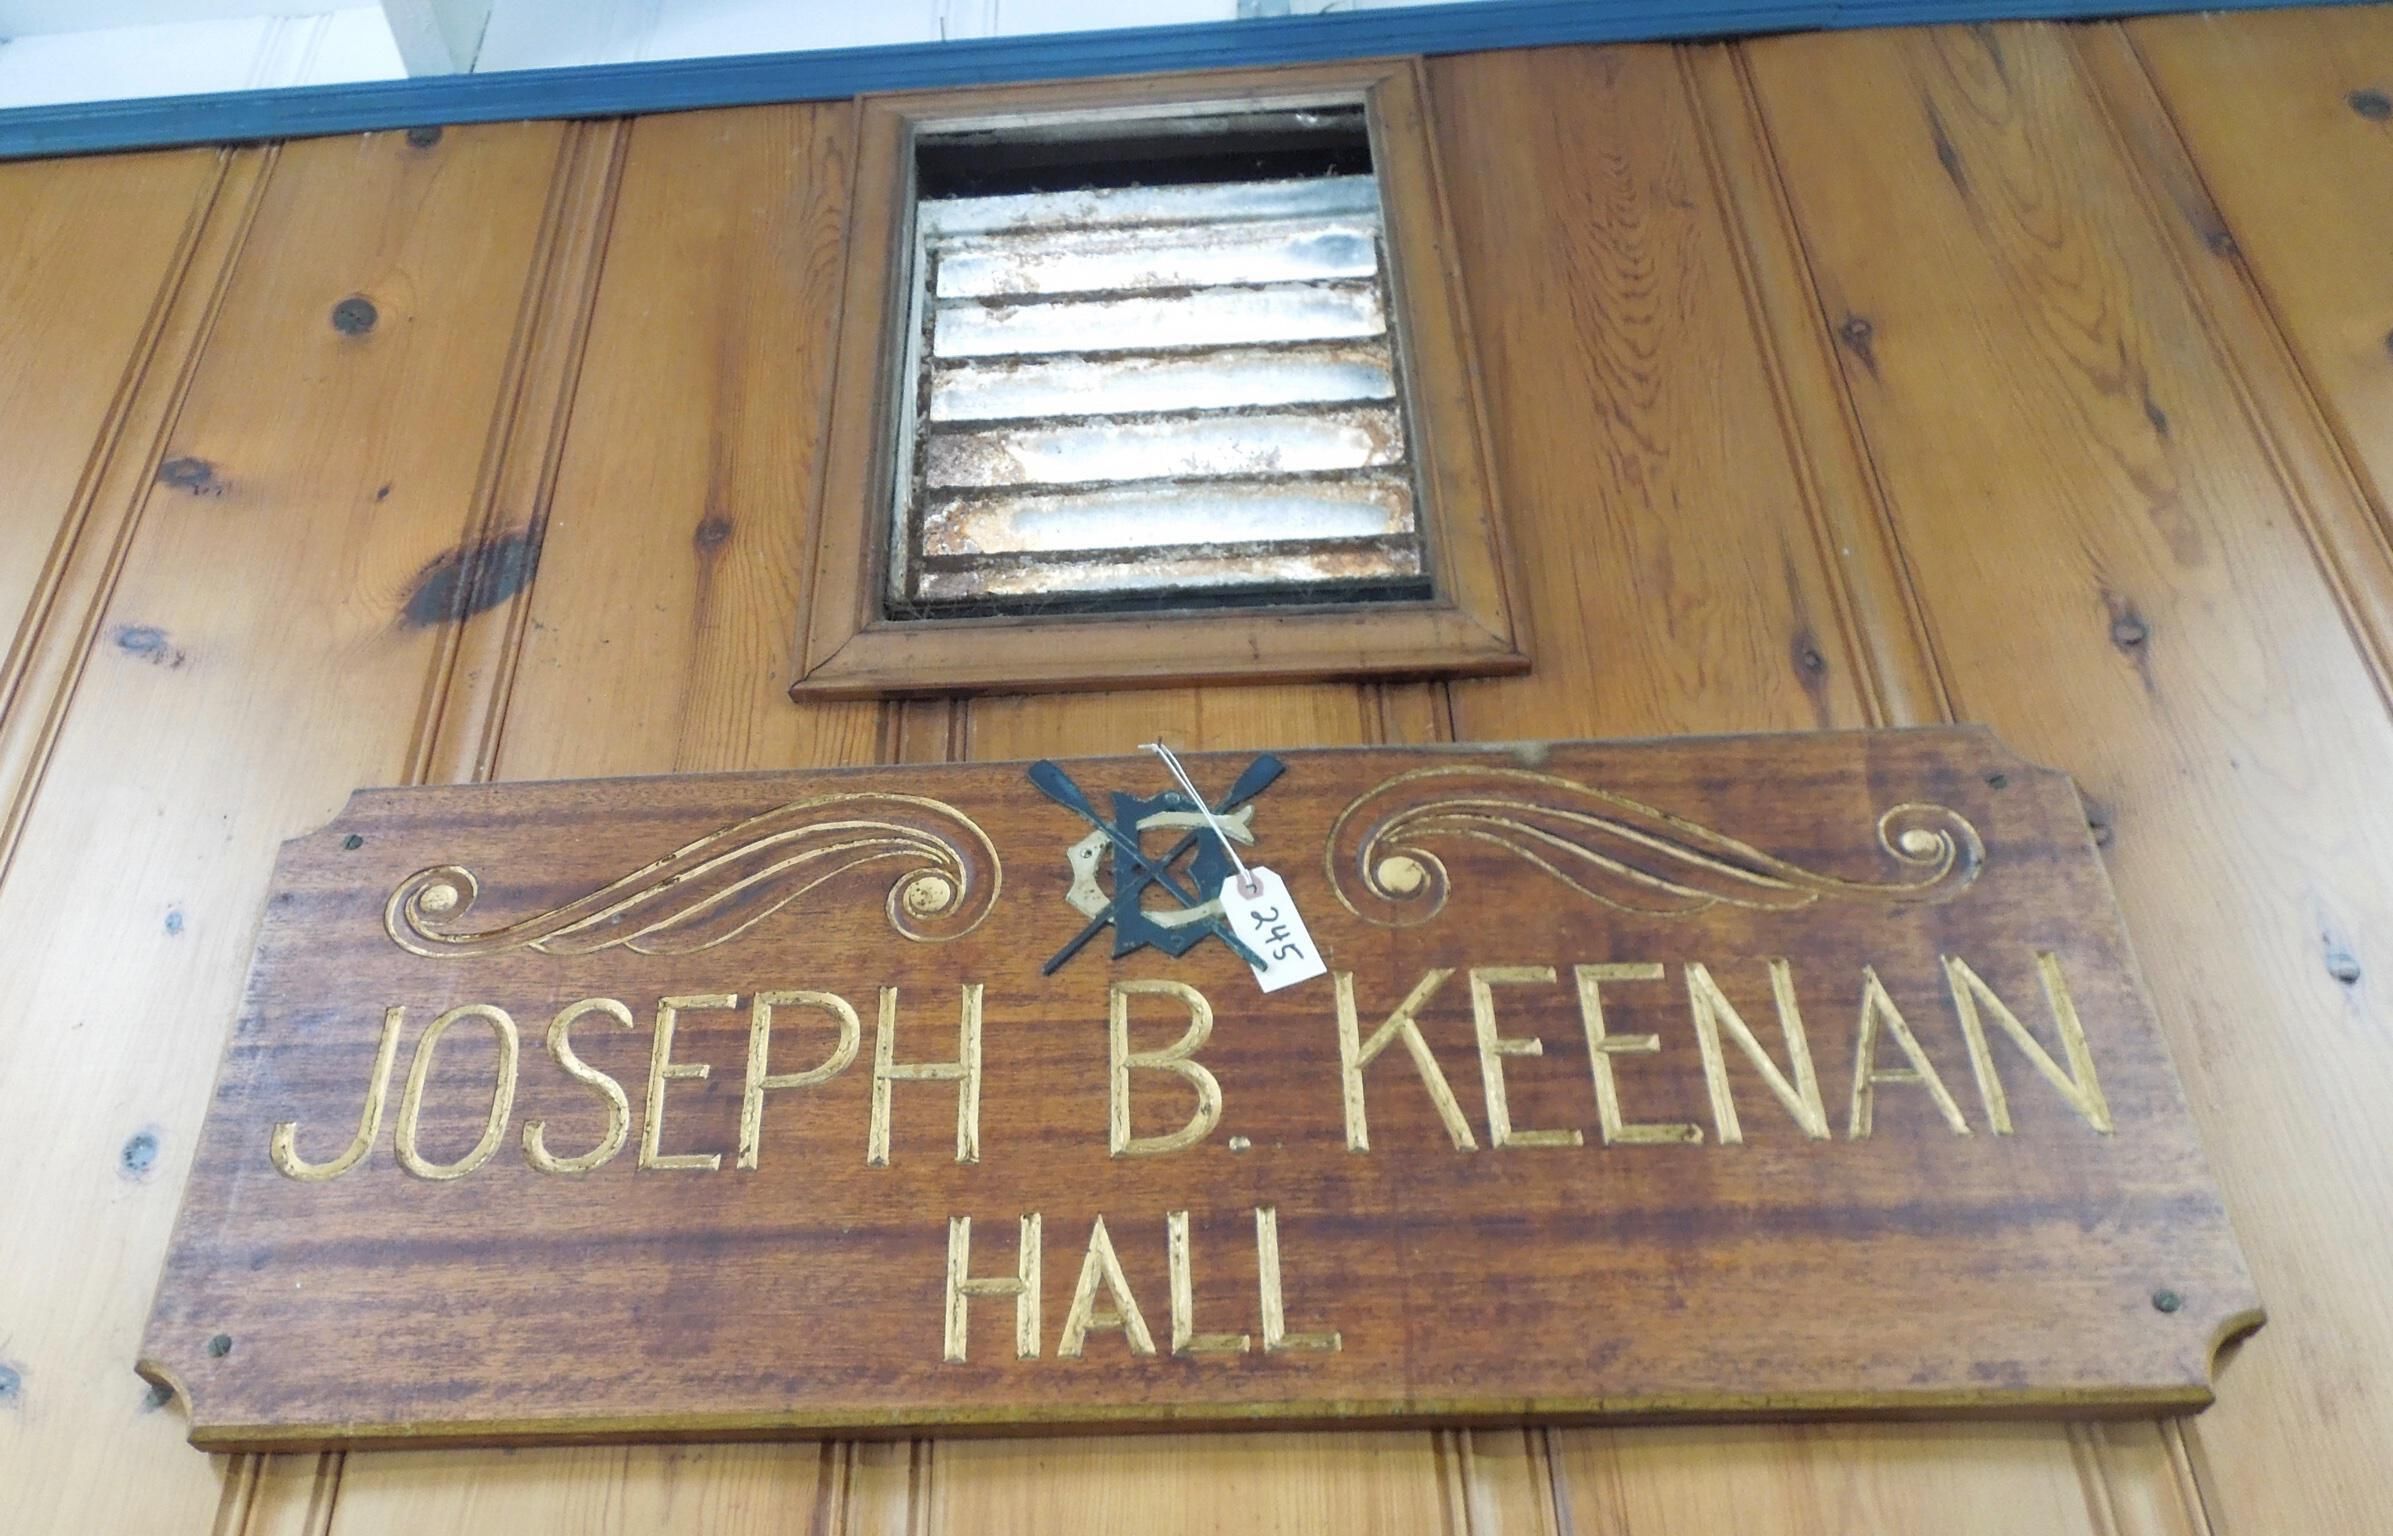 245
JOSEPH B. KEENAN
HALL